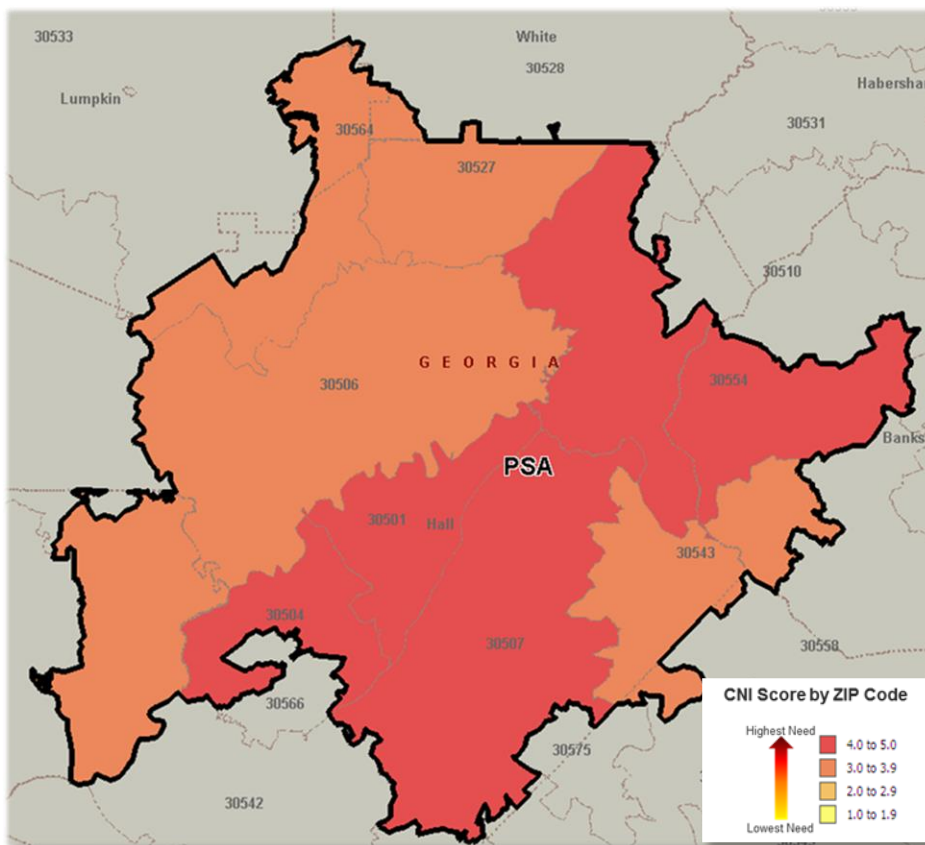 30533
White
30528
Habersha
Lumpkin
30531
30564
30527
30510
GEORGIA
30506
30554
Banks
PSA
30501
Hall
30543
30504
30507
30558
30566
30575
30542
CNI Score by ZIP Code
Highest Need
4.0 to 5.0
3.0 to 3.9
2.0 to 2.9
1.0 to 1.9
Lowest Need